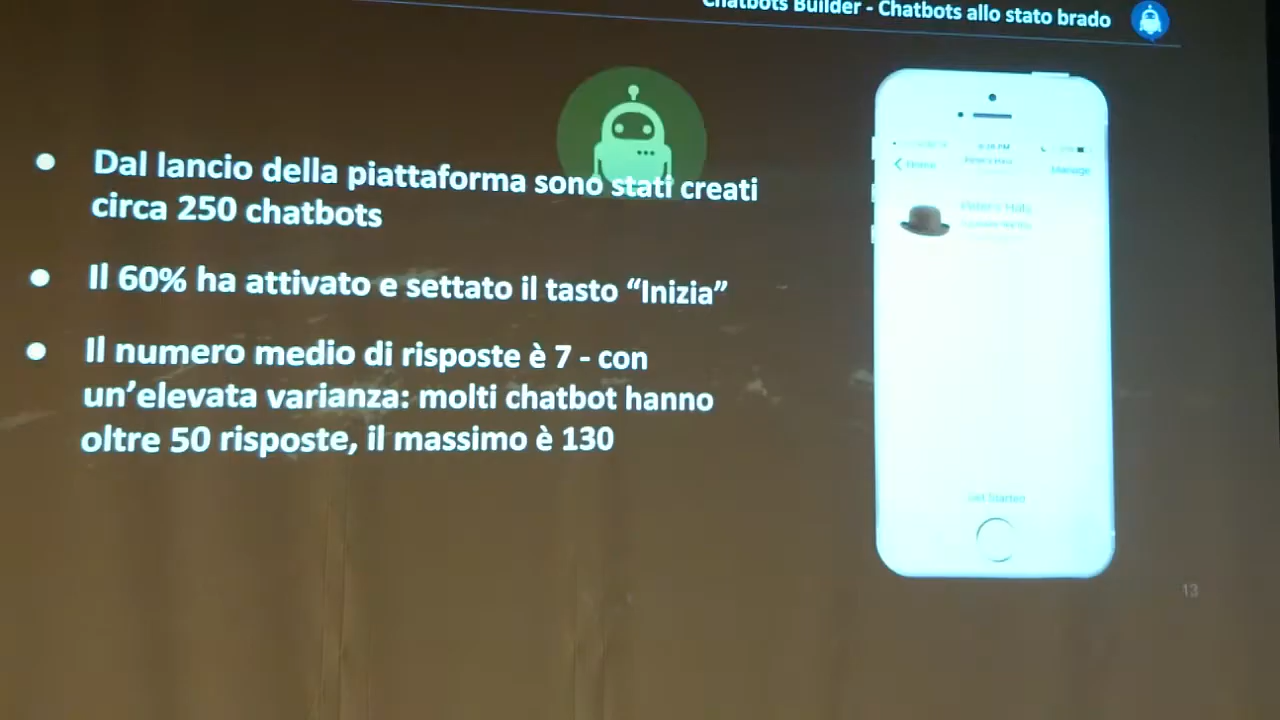 Chatbots Builder - Chatbots allo stato brado
● Dal lancio della piattaforma sono stati creati
circa 250 chatbots
● Il 60% ha attivato e settato il tasto “Inizia”
● Il numero medio di risposte è 7 - con
un’elevata varianza: molti chatbot hanno
oltre 50 risposte, il massimo è 130
Home
Manage
Get Started
13